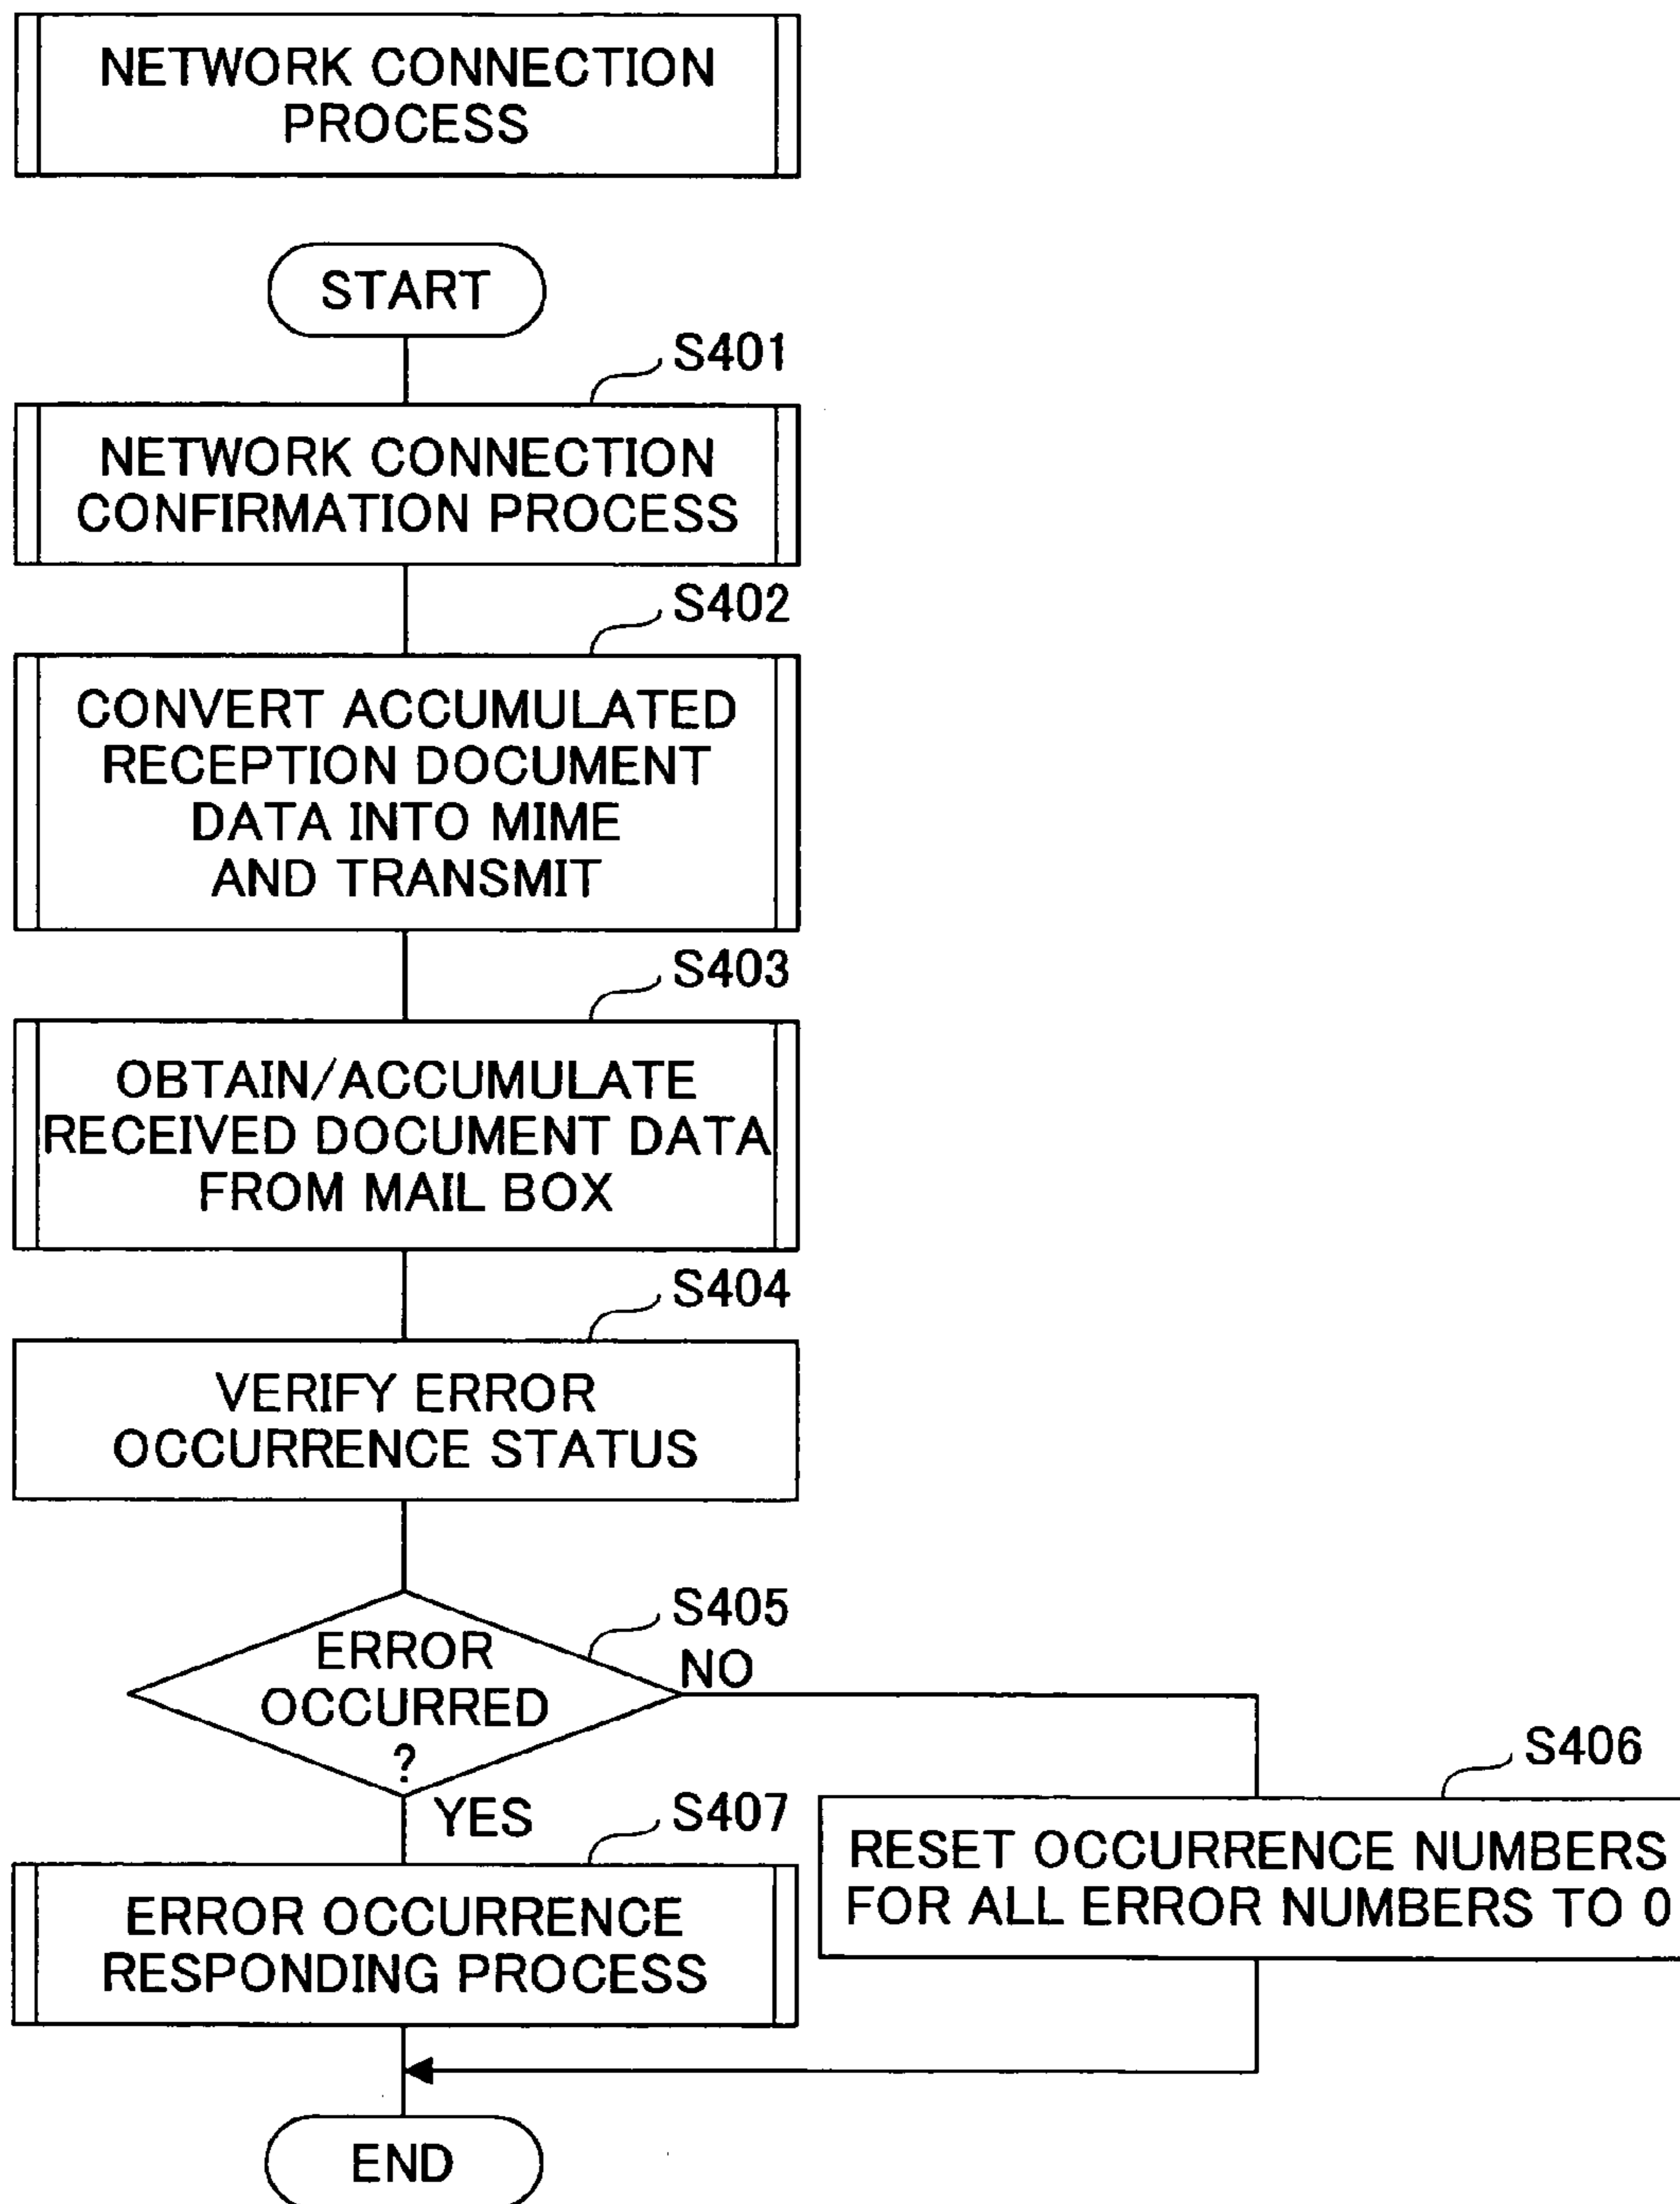 NETWORK CONNECTION
PROCESS
START
S401
NETWORK CONNECTION
CONFIRMATION PROCESS
S402
CONVERT ACCUMULATED
RECEPTION DOCUMENT
DATA INTO MIME
AND TRANSMIT
S403
OBTAIN/ACCUMULATE
RECEIVED DOCUMENT DATA
FROM MAIL BOX
S404
VERIFY ERROR
OCCURRENCE STATUS
S405
ERROR
OCCURRED
?
NO
YES
S406
RESET OCCURRENCE NUMBERS
FOR ALL ERROR NUMBERS TO 0
S407
ERROR OCCURRENCE
RESPONDING PROCESS
END